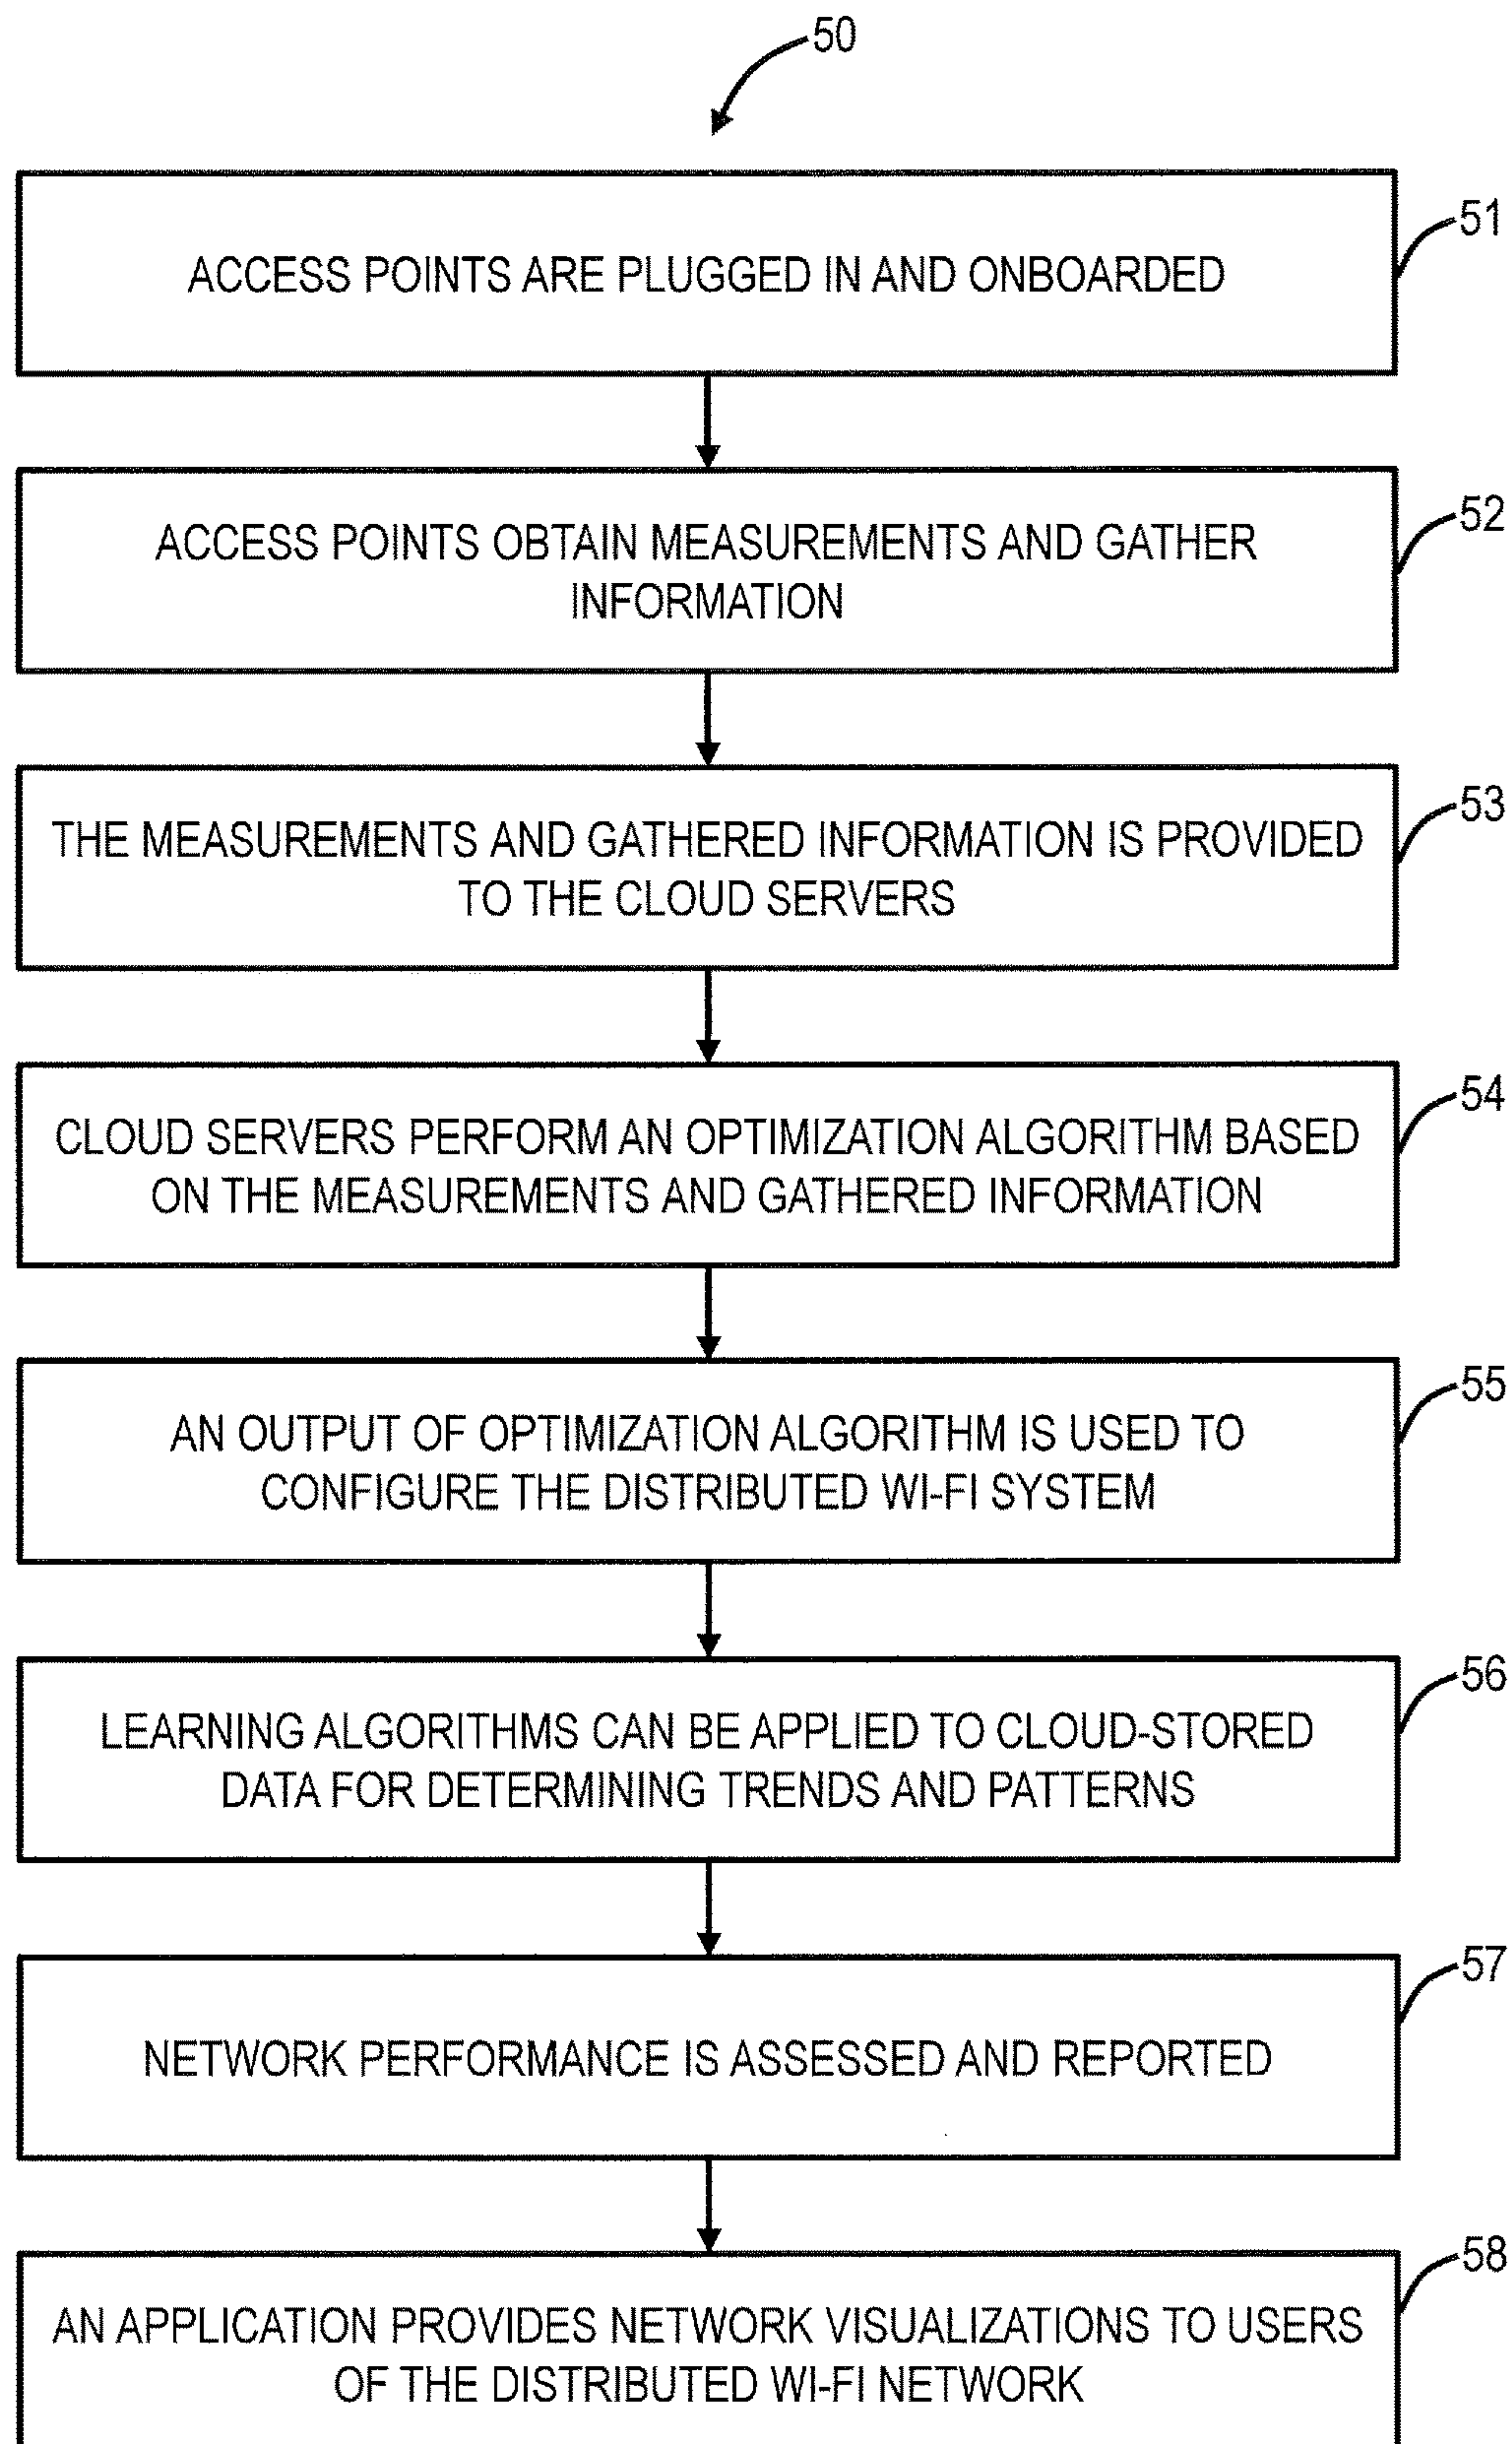 50
ACCESS POINTS ARE PLUGGED IN AND ONBOARDED
51
ACCESS POINTS OBTAIN MEASUREMENTS AND GATHER
INFORMATION
52
THE MEASUREMENTS AND GATHERED INFORMATION IS PROVIDED
TO THE CLOUD SERVERS
53
CLOUD SERVERS PERFORM AN OPTIMIZATION ALGORITHM BASED
ON THE MEASUREMENTS AND GATHERED INFORMATION
54
AN OUTPUT OF OPTIMIZATION ALGORITHM IS USED TO
CONFIGURE THE DISTRIBUTED WI-FI SYSTEM
55
LEARNING ALGORITHMS CAN BE APPLIED TO CLOUD-STORED
DATA FOR DETERMINING TRENDS AND PATTERNS
56
NETWORK PERFORMANCE IS ASSESSED AND REPORTED
57
AN APPLICATION PROVIDES NETWORK VISUALIZATIONS TO USERS
OF THE DISTRIBUTED WI-FI NETWORK
58